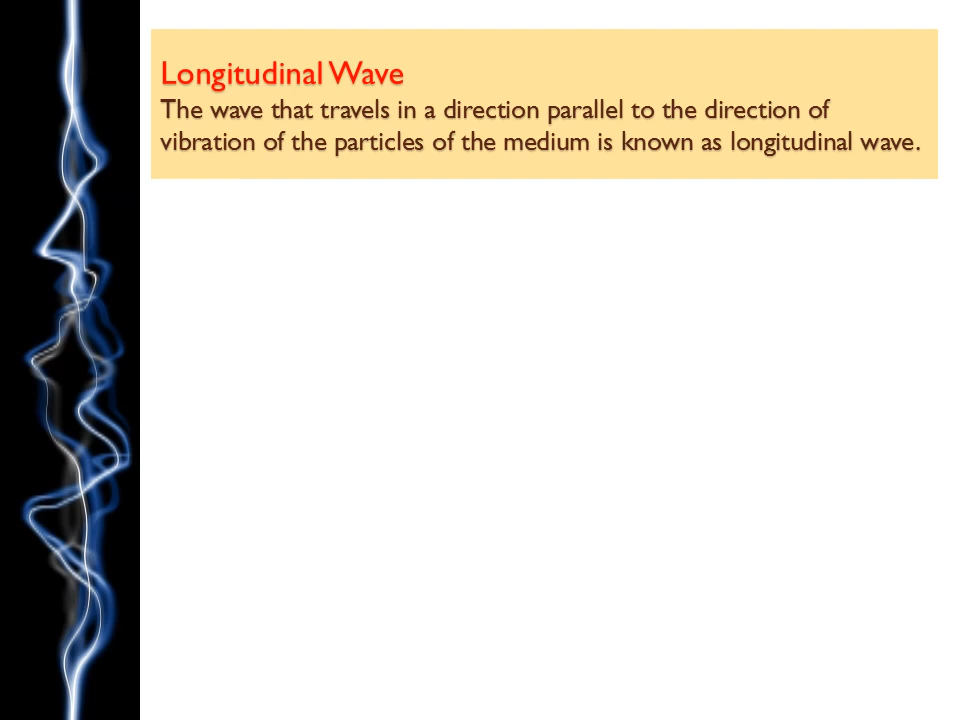 Longitudinal Wave
The wave that travels in a direction parallel to the direction of
vibration of the particles of the medium is known as longitudinal wave.